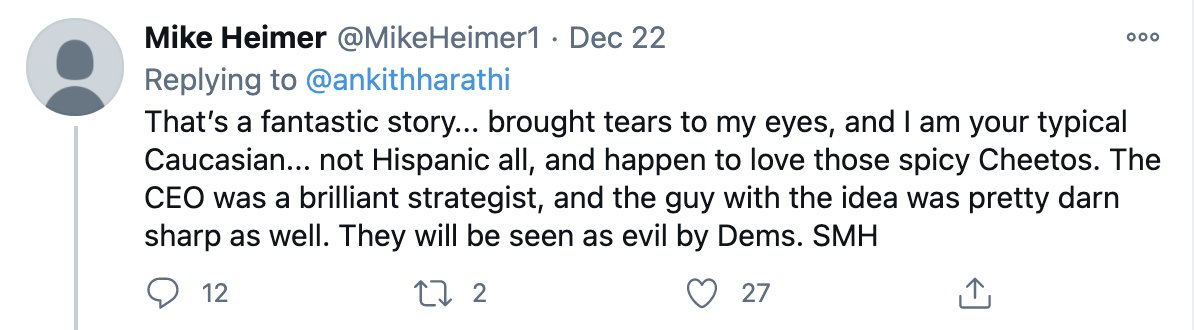 Mike Heimer @MikeHeimer1 · Dec 22
Replying to @ankithharathi
That's a fantastic story... brought tears to my eyes, and I am your typical
Caucasian... not Hispanic all, and happen to love those spicy Cheetos. The
CEO was a brilliant strategist, and the guy with the idea was pretty darn
sharp as well. They will be seen as evil by Dems. SMH
12 2 27